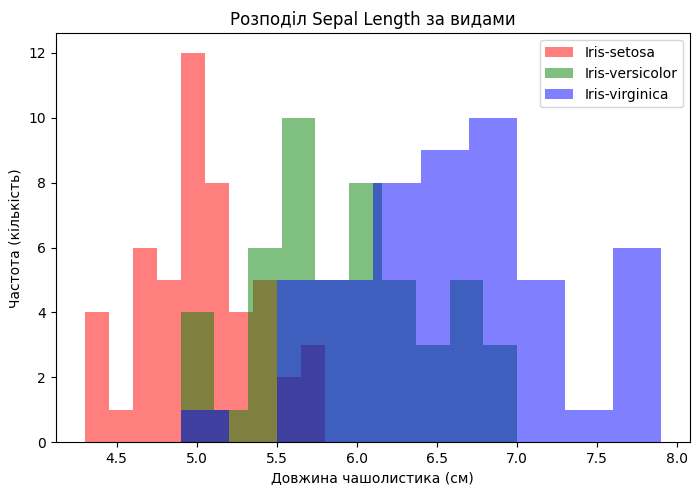 Розподіл Sepal Length за видами
Iris-setosa
Iris-versicolor
Iris-virginica
Частота (кількість)
12
10
8
6
4
2
0
4.5
5.0
5.5
6.0
6.5
7.0
7.5
8.0
Довжина чашолистика (см)